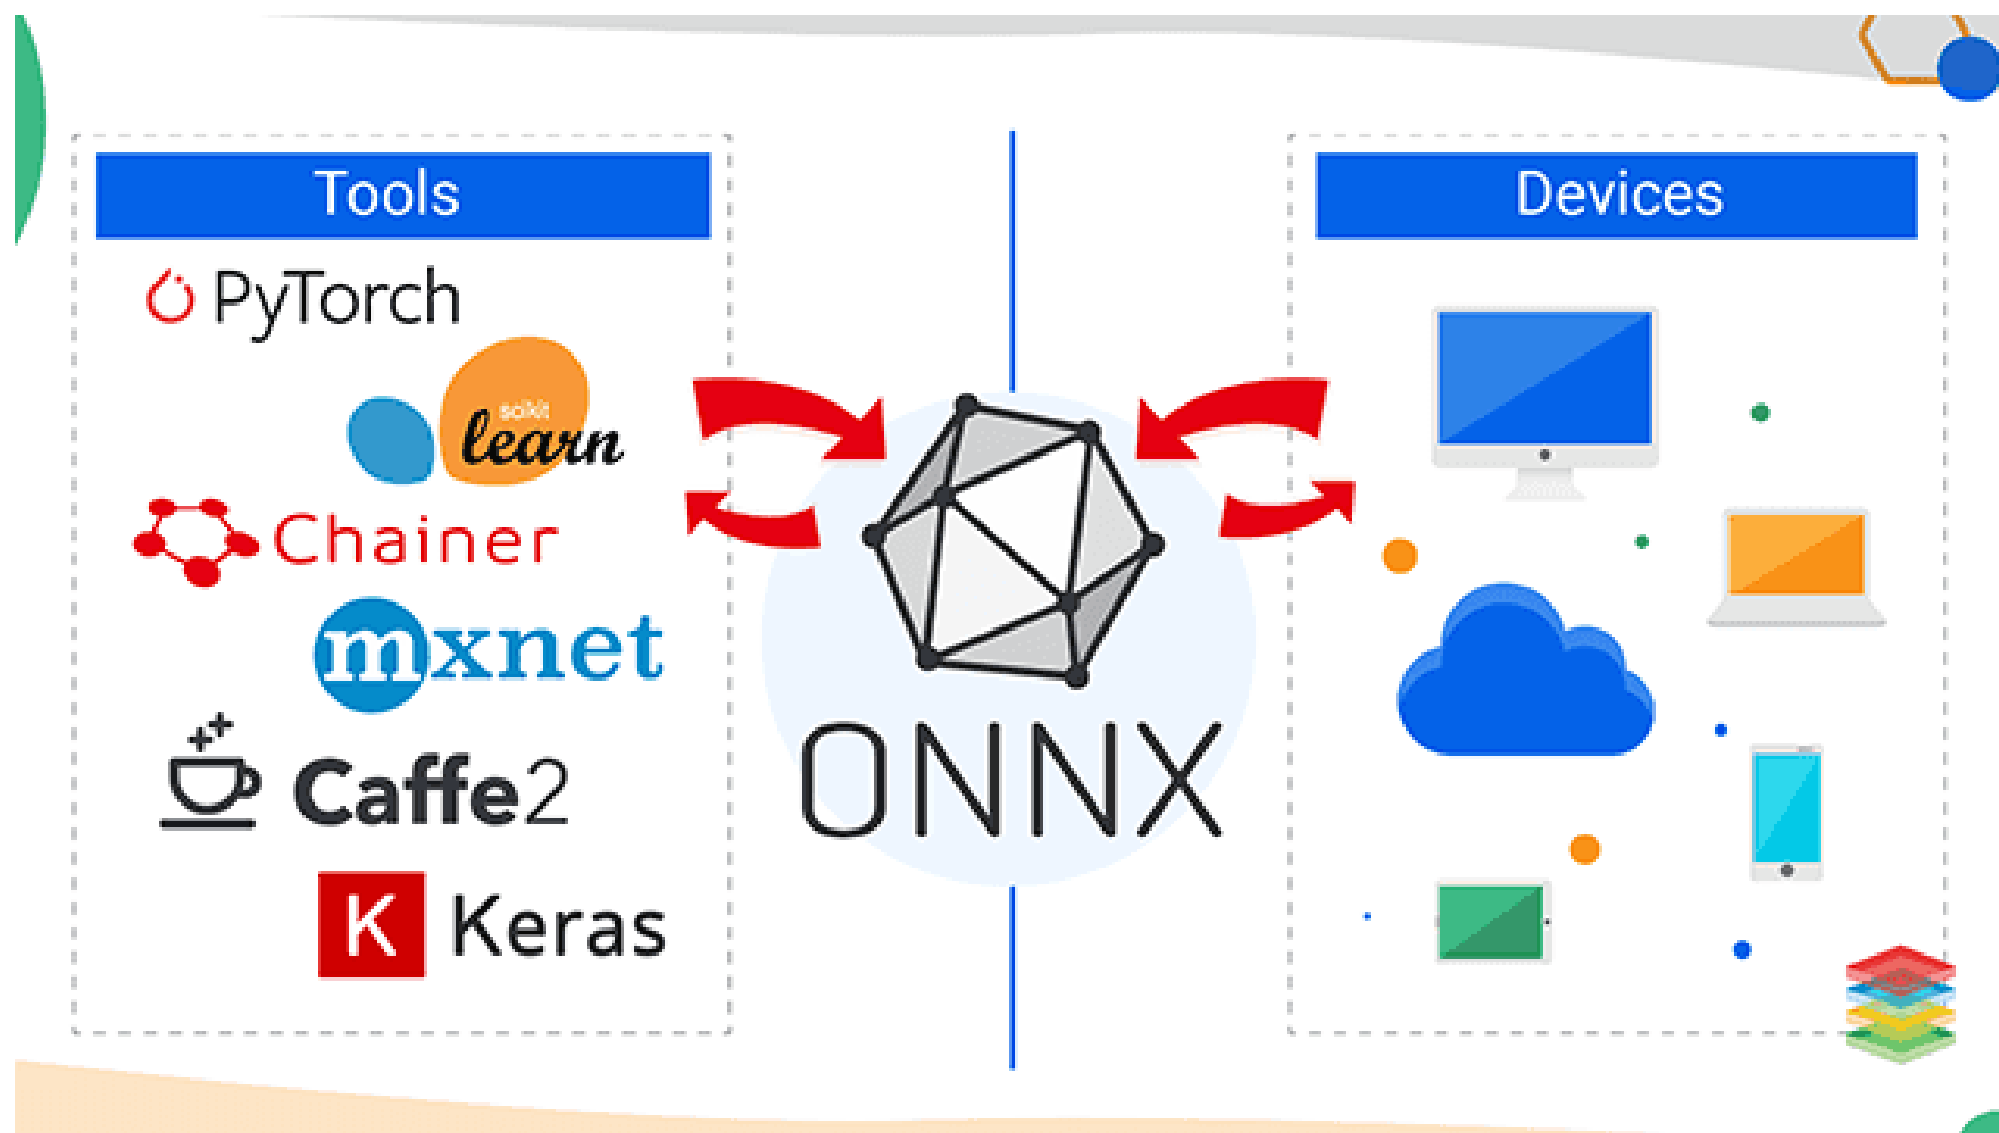 Tools
PyTorch
scikit
learn
Chainer
mxnet
Caffe2
K Keras
ONNX
Devices